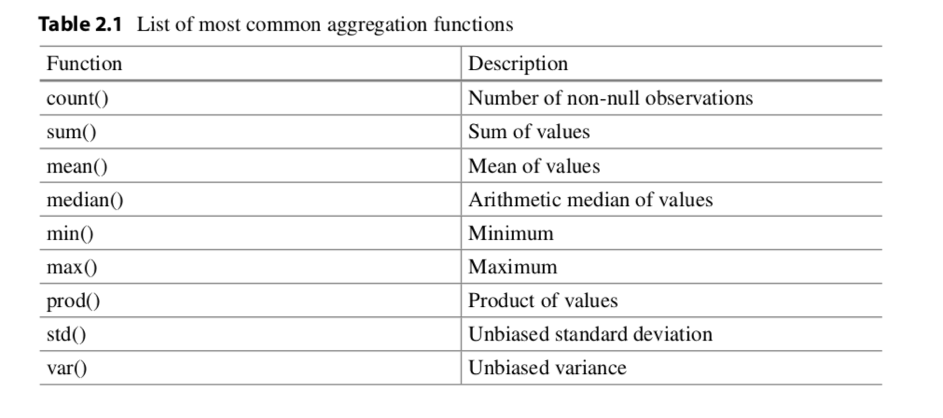 Table 2.1 List of most common aggregation functions
Function Description
count() Number of non-null observations
sum() Sum of values
mean() Mean of values
median() Arithmetic median of values
min() Minimum
max() Maximum
prod() Product of values
std() Unbiased standard deviation
var() Unbiased variance